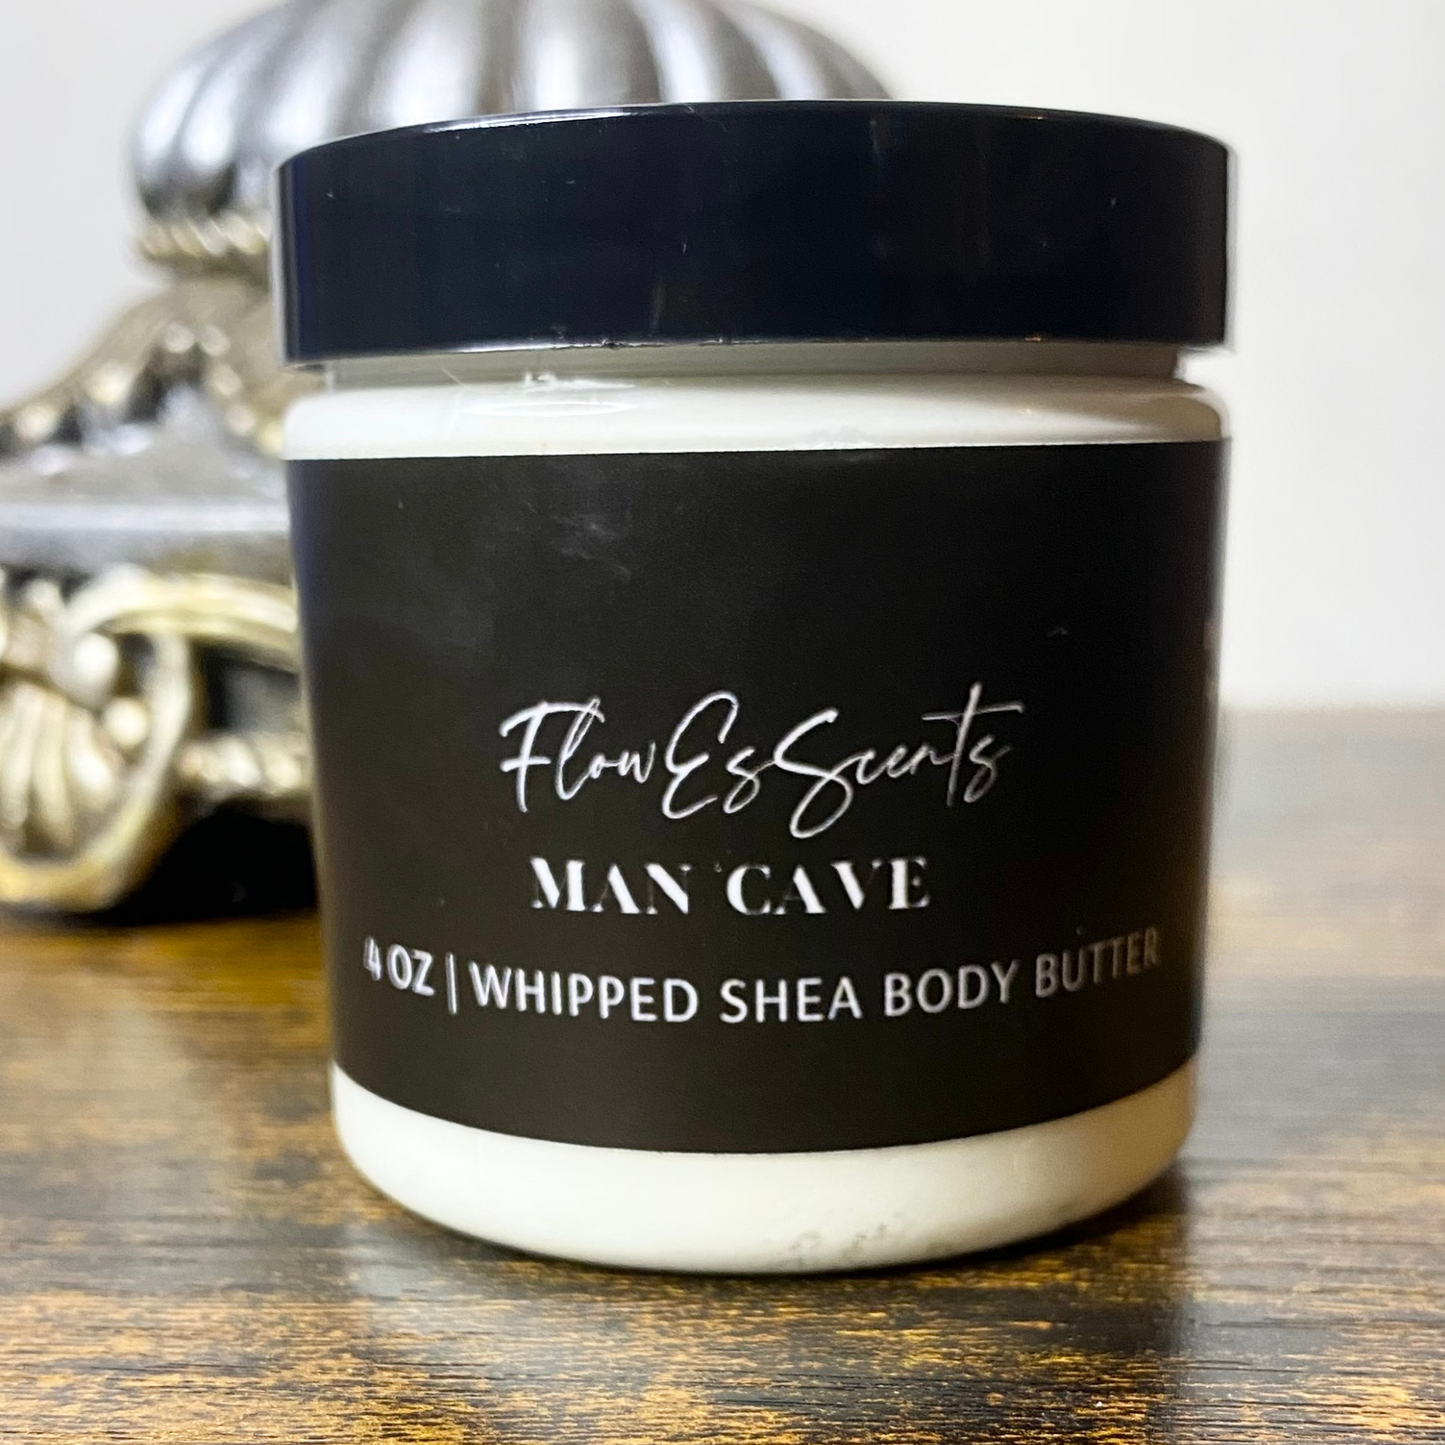 FlowEsScents
MAN CAVE
4 OZ | WHIPPED SHEA BODY BUTTER